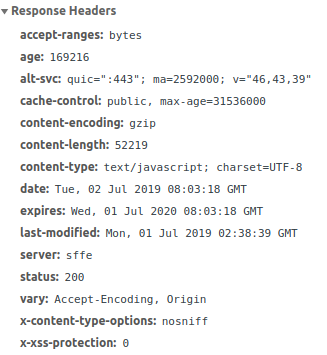 Response Headers
accept-ranges: bytes
age: 169216
alt-svc: quic=":443"; ma=2592000; v="46,43,39"
cache-control: public, max-age=31536000
content-encoding: gzip
content-length: 52219
content-type: text/javascript; charset=UTF-8
date: Tue, 02 Jul 2019 08:03:18 GMT
expires: Wed, 01 Jul 2020 08:03:18 GMT
last-modified: Mon, 01 Jul 2019 02:38:39 GMT
server: sffe
status: 200
vary: Accept-Encoding, Origin
x-content-type-options: nosniff
x-xss-protection: 0